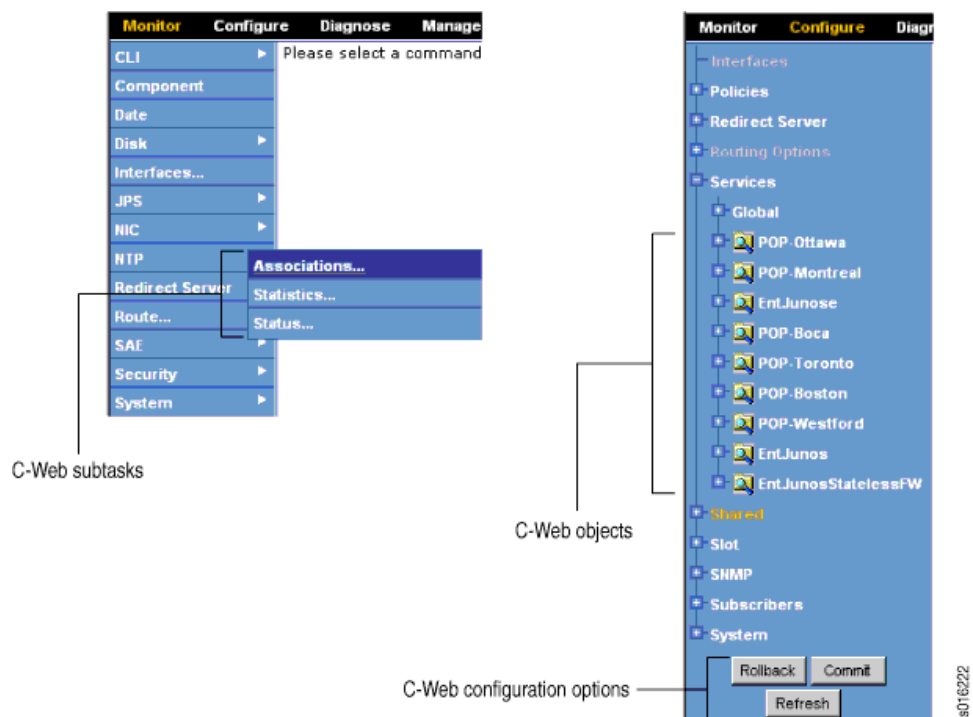 Monitor Configure Diagnose Manage
CLI
Please select a command
Component
Date
Disk
Interfaces...
JPS
NIC
NTP
Associations...
Redirect Server
Statistics...
Route...
Status...
SAE
Security
System
C-Web subtasks
Monitor Configure Diagr
Interfaces
Policies
Redirect Server
Routing Options
Services
Global
POP-Ottawa
POP-Montreal
EntJunose
POP-Boca
POP-Toronto
POP-Boston
POP-Westford
EntJunos
EntJunosStatelessFW
C-Web objects
Shared
Slot
SNMP
Subscribers
System
Rollback Commit
Refresh
C-Web configuration options
s016222